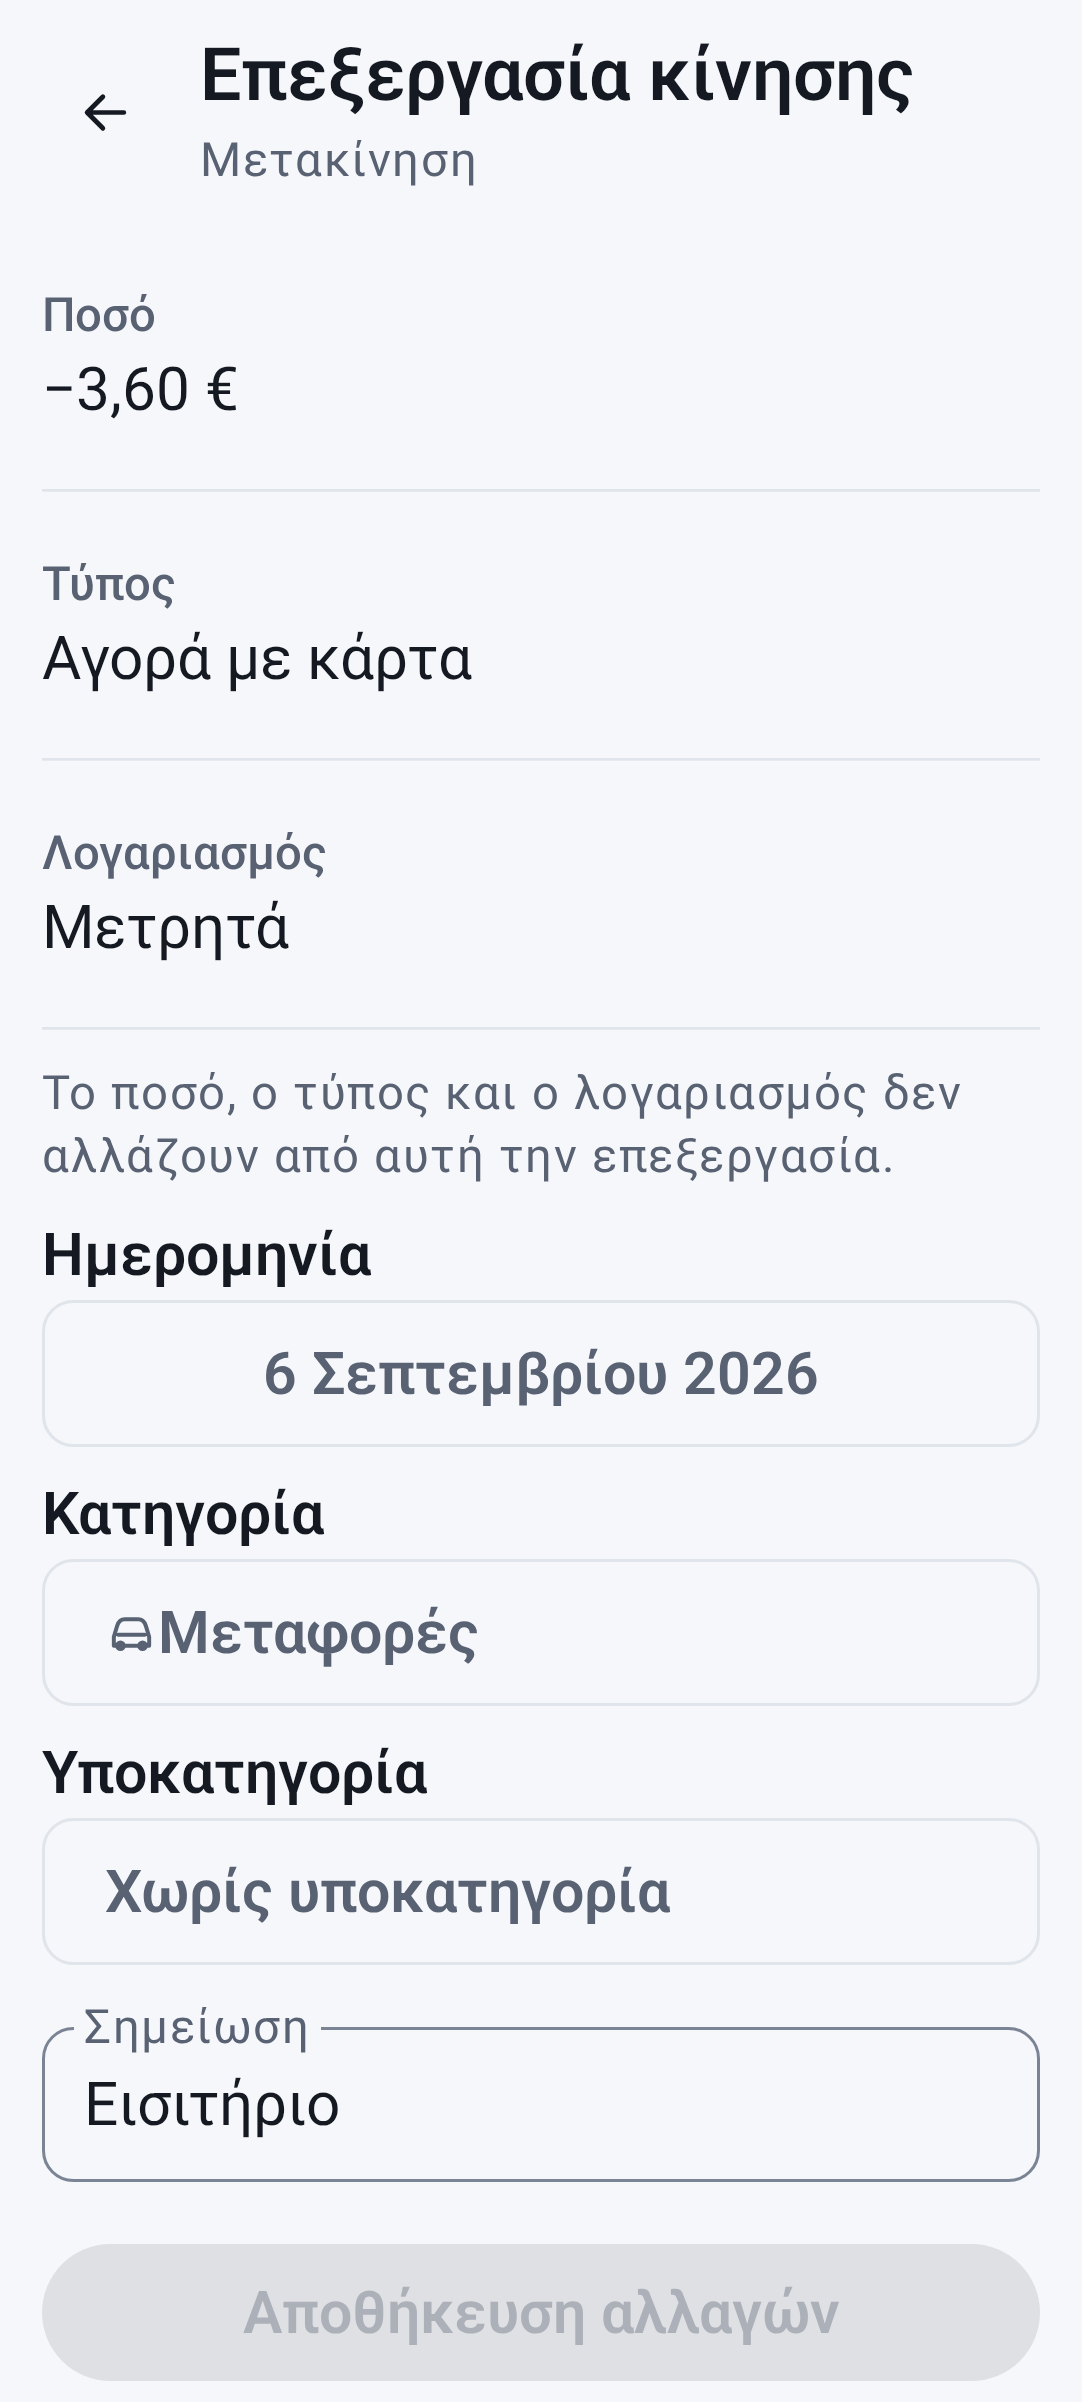 Επεξεργασία κίνησης
Μετακίνηση
Ποσό
−3,60 €
Τύπος
Αγορά με κάρτα
Λογαριασμός
Μετρητά
Το ποσό, ο τύπος και ο λογαριασμός δεν
αλλάζουν από αυτή την επεξεργασία.
Ημερομηνία
6 Σεπτεμβρίου 2026
Κατηγορία
Μεταφορές
Υποκατηγορία
Χωρίς υποκατηγορία
Σημείωση
Εισιτήριο
Αποθήκευση αλλαγών